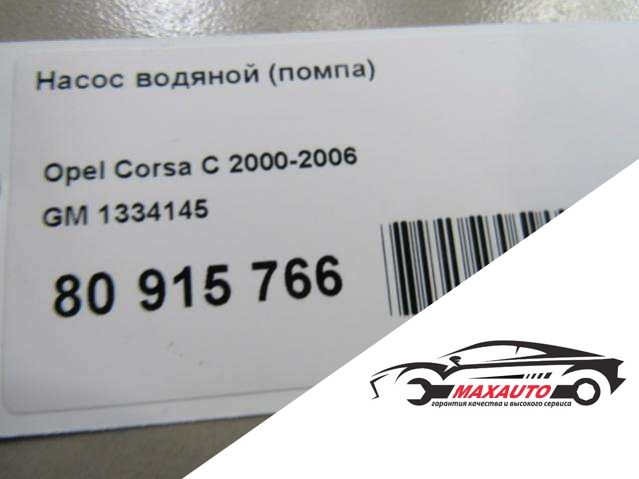 Насос водяной (помпа)
Opel Corsa C 2000-2006
GM 1334145
80 915 766
MAXAUTO
гарантия качества и высокого сервиса